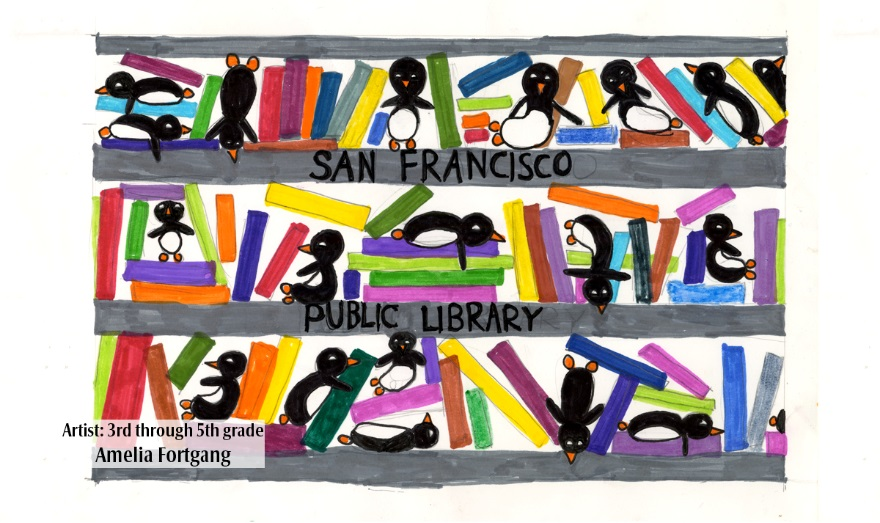 SAN FRANCISCO
PUBLIC LIBRARY
Artist: 3rd through 5th grade
Amelia Fortgang